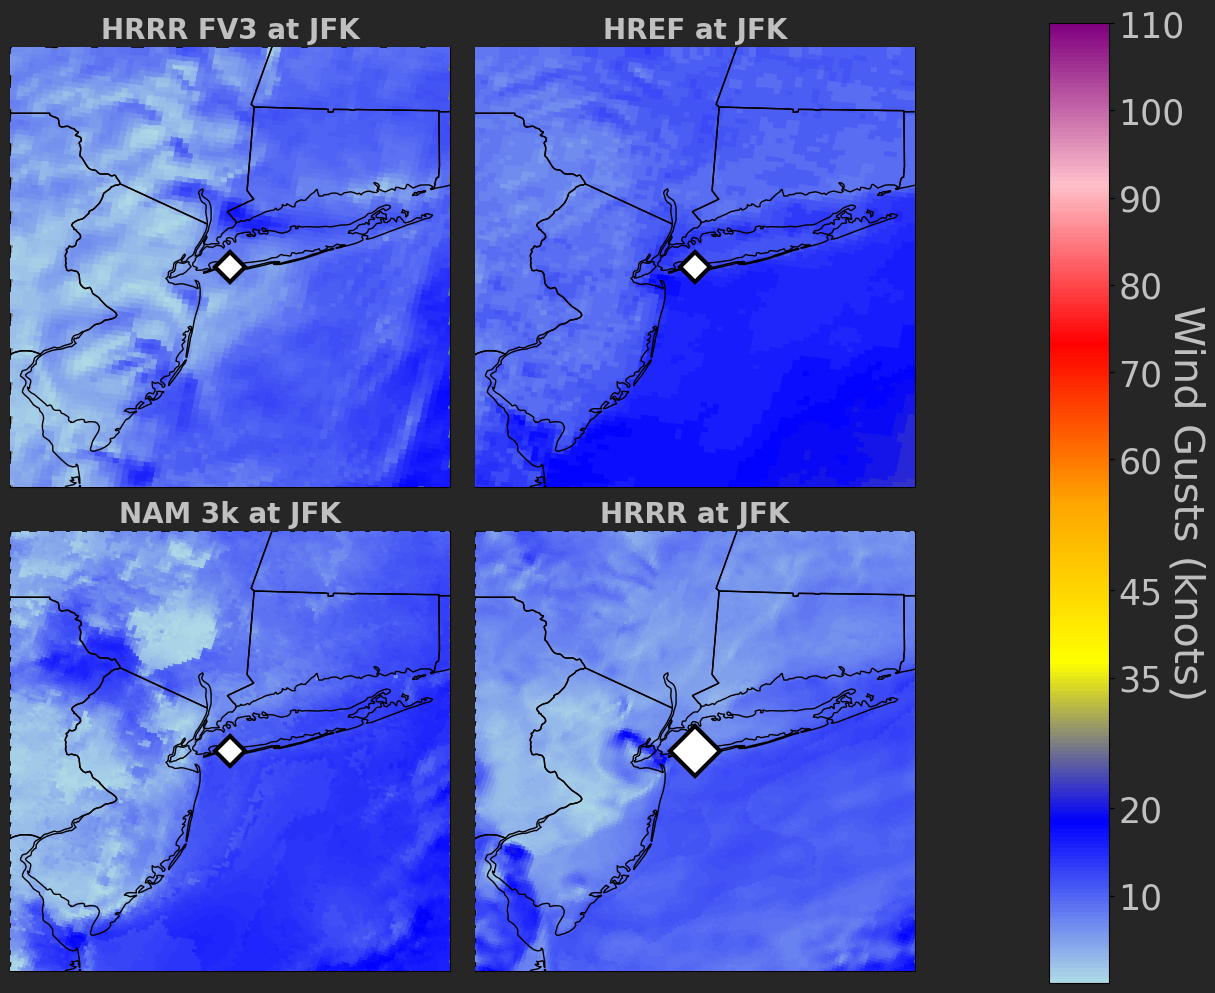 HRRR FV3 at JFK
HREF at JFK
NAM 3k at JFK
HRRR at JFK
110
100
90
80
70
60
45
35
20
10
Wind Gusts (knots)